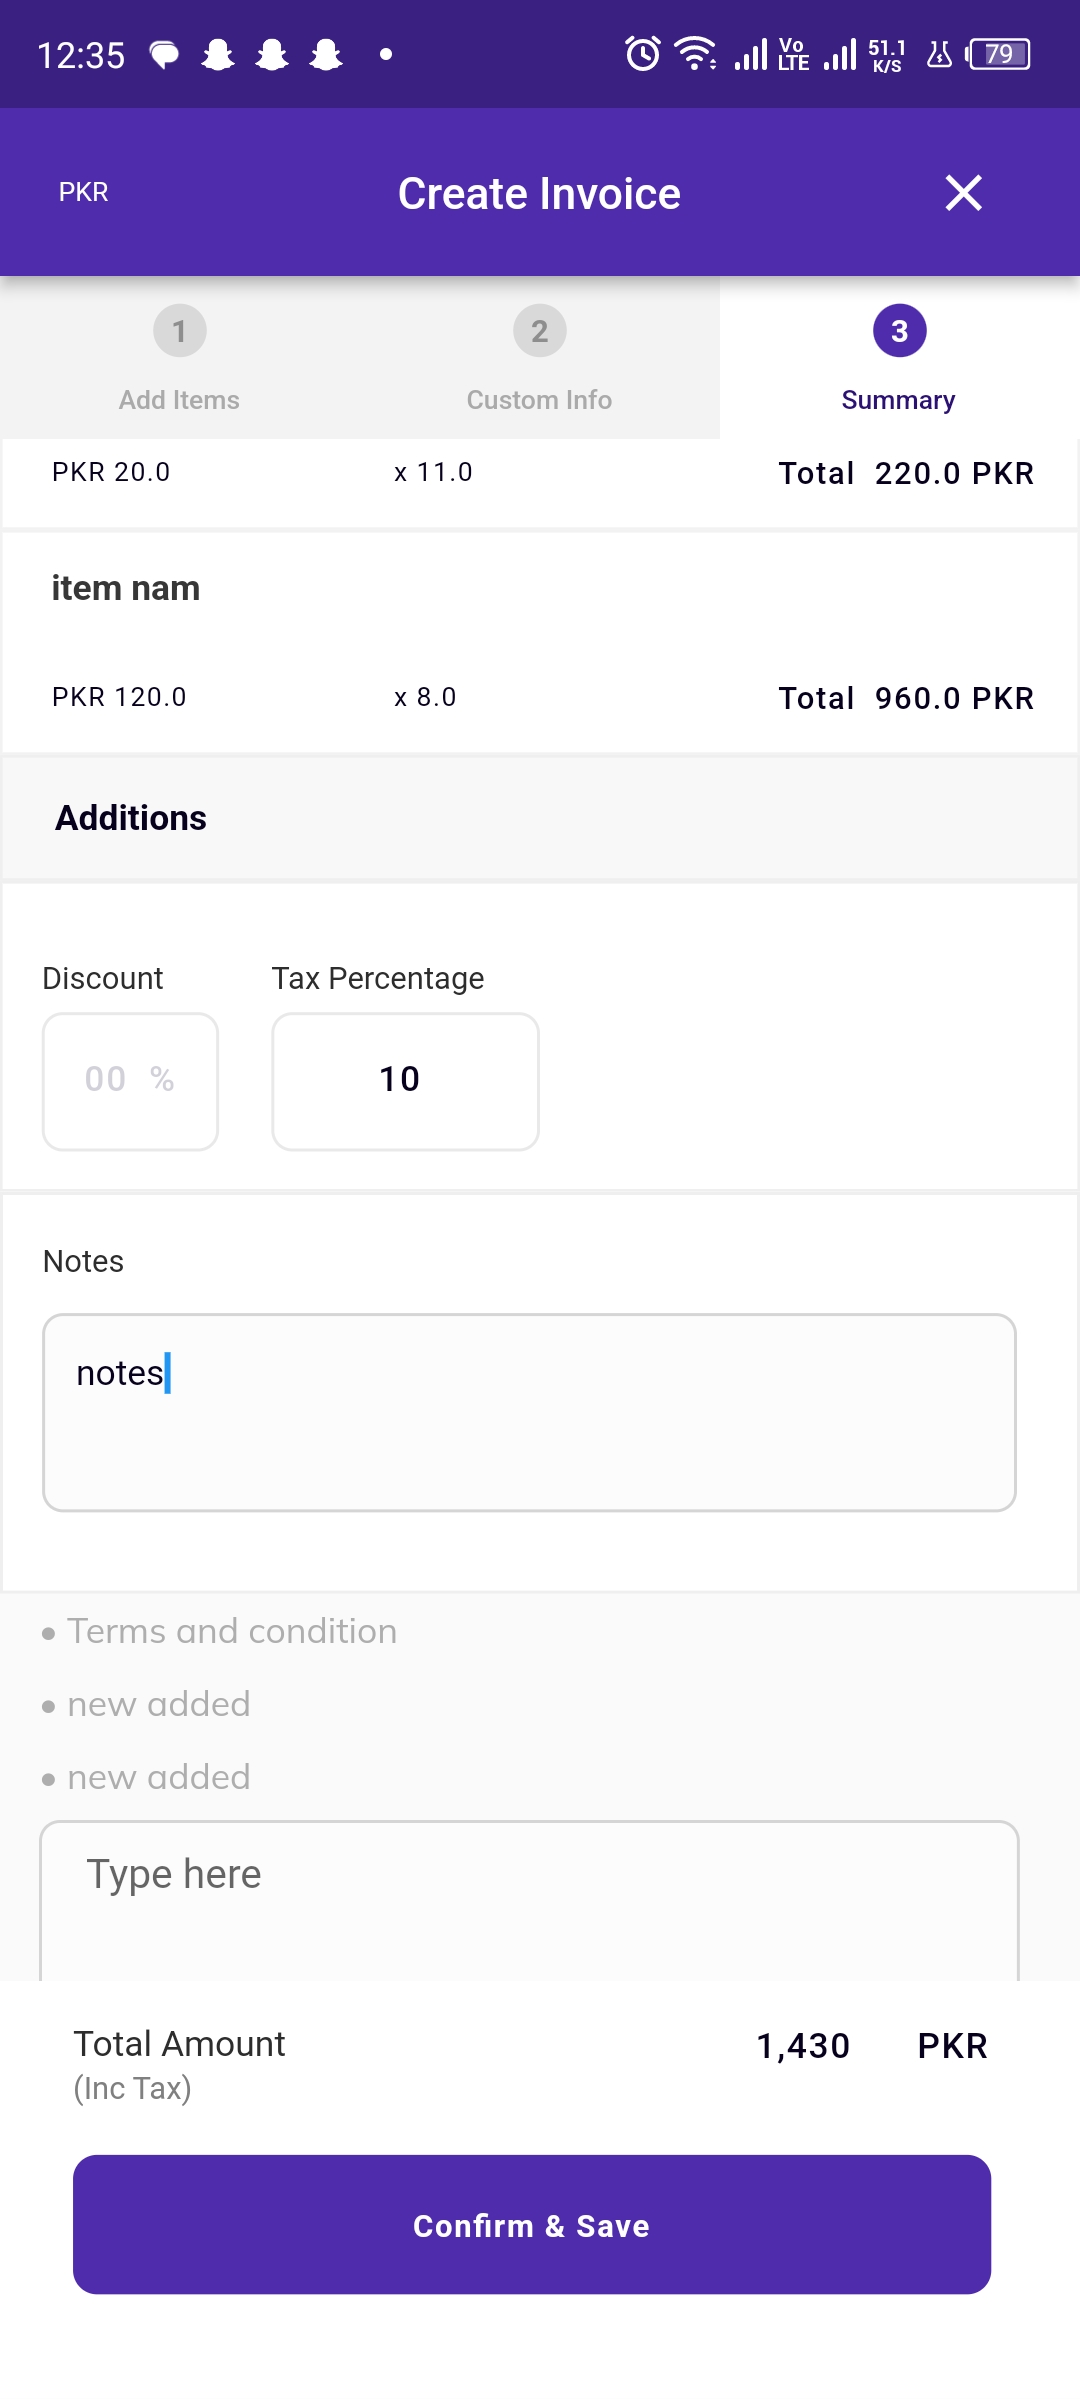 12:35 Vo LTE 51.1 K/S 79
PKR Create Invoice
1 2 3
Add Items Custom Info Summary
PKR 20.0 x 11.0 Total 220.0 PKR
item nam
PKR 120.0 x 8.0 Total 960.0 PKR
Additions
Discount Tax Percentage
00 % 10
Notes
notes
• Terms and condition
• new added
• new added
Type here
Total Amount 1,430 PKR
(Inc Tax)
Confirm & Save